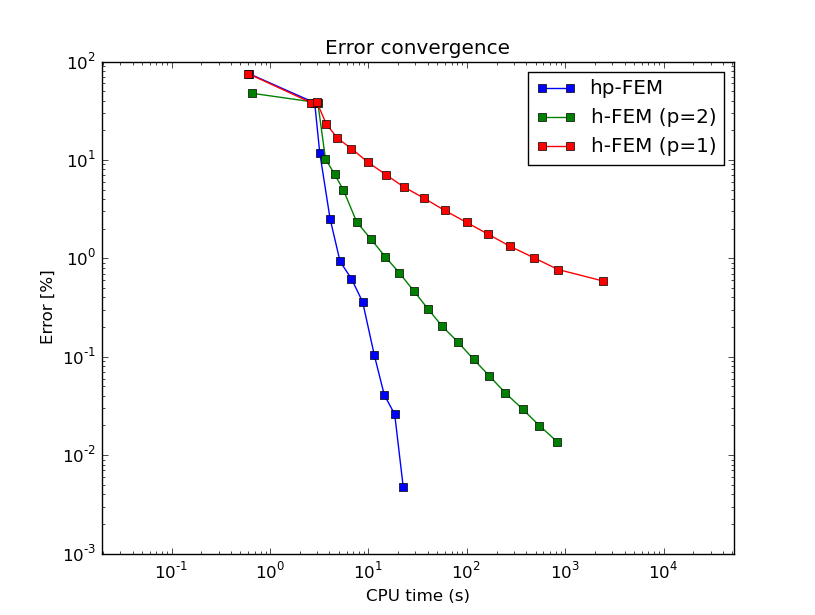 Error convergence
hp-FEM
h-FEM (p=2)
h-FEM (p=1)
Error [%]
10^2
10^1
10^0
10^-1
10^-2
10^-3
10^-1 10^0 10^1 10^2 10^3 10^4
CPU time (s)